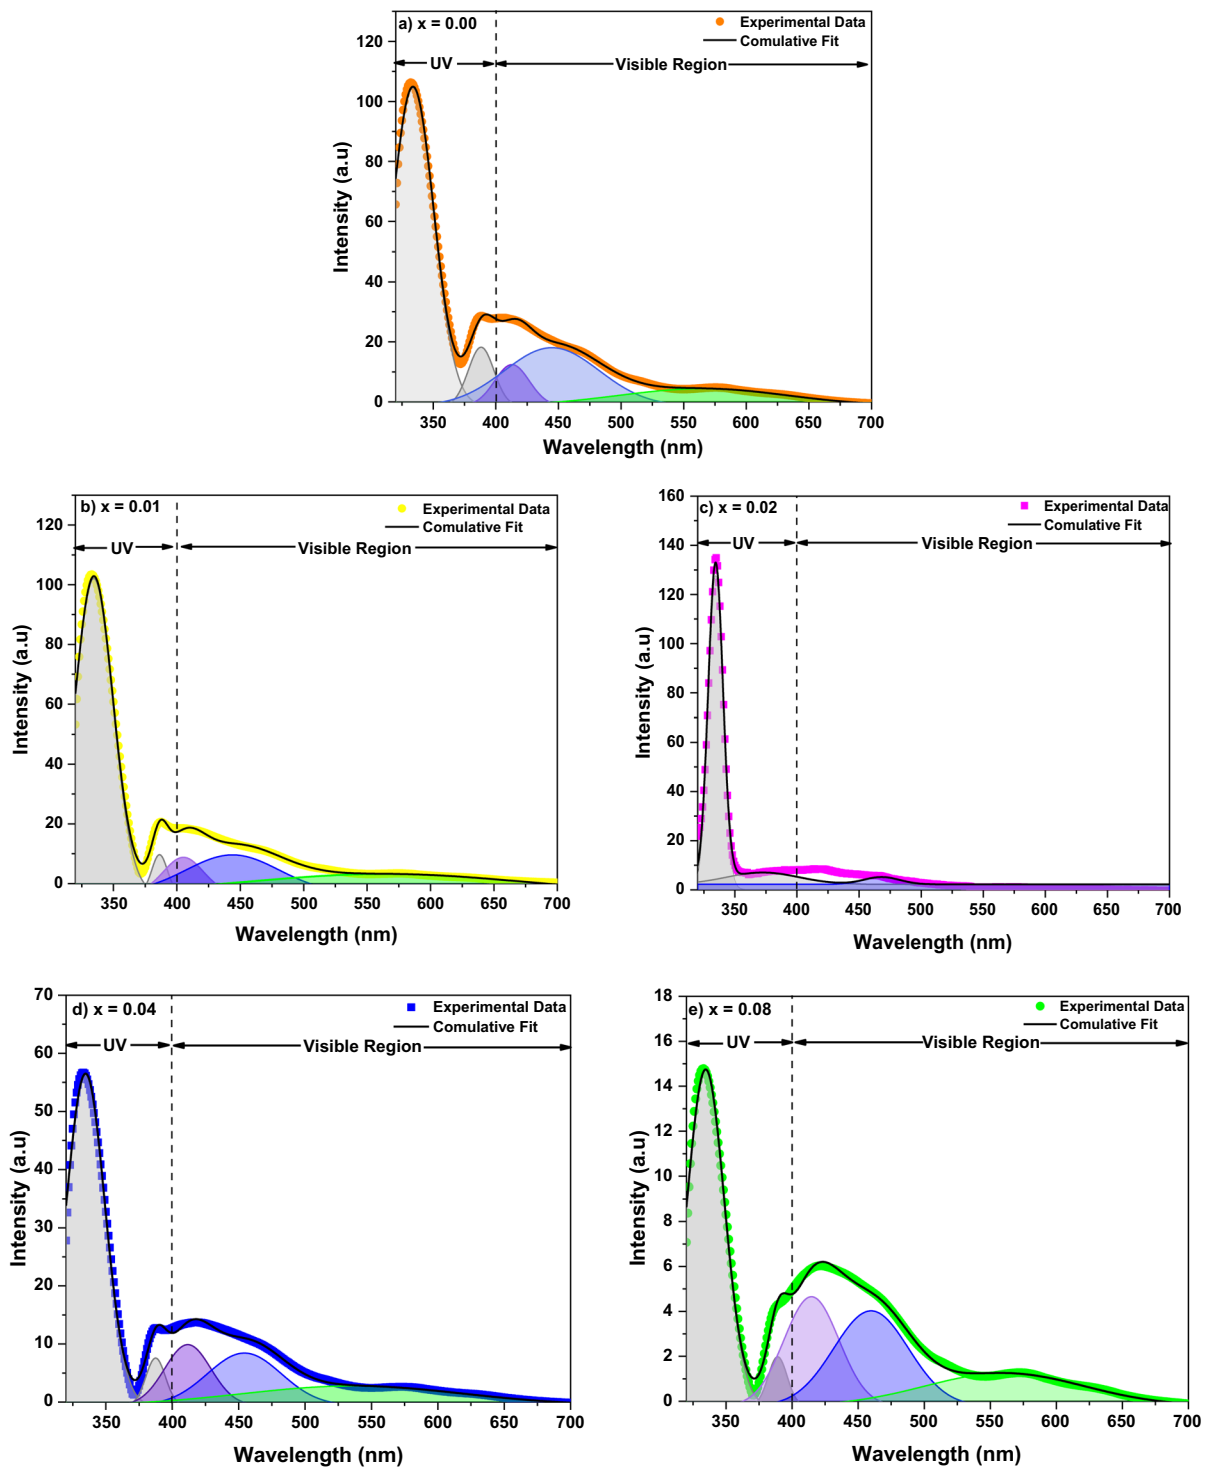 a) x = 0.00
Experimental Data
Comulative Fit
UV
Visible Region
Intensity (a.u)
120
100
80
60
40
20
0
350 400 450 500 550 600 650 700
Wavelength (nm)
b) x = 0.01
Experimental Data
Comulative Fit
UV
Visible Region
Intensity (a.u)
120
100
80
60
40
20
0
350 400 450 500 550 600 650 700
Wavelength (nm)
c) x = 0.02
Experimental Data
Comulative Fit
UV
Visible Region
Intensity (a.u)
160
140
120
100
80
60
40
20
0
350 400 450 500 550 600 650 700
Wavelength (nm)
d) x = 0.04
Experimental Data
Comulative Fit
UV
Visible Region
Intensity (a.u)
70
60
50
40
30
20
10
0
350 400 450 500 550 600 650 700
Wavelength (nm)
e) x = 0.08
Experimental Data
Comulative Fit
UV
Visible Region
Intensity (a.u)
18
16
14
12
10
8
6
4
2
0
350 400 450 500 550 600 650 700
Wavelength (nm)